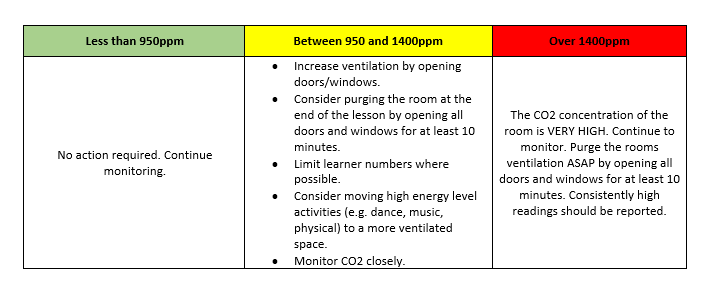 Less than 950ppm
Between 950 and 1400ppm
Over 1400ppm
No action required. Continue
monitoring.
• Increase ventilation by opening
doors/windows.
• Consider purging the room at the
end of the lesson by opening all
doors and windows for at least 10
minutes.
• Limit learner numbers where
possible.
• Consider moving high energy level
activities (e.g. dance, music,
physical) to a more ventilated
space.
• Monitor CO2 closely.
The CO2 concentration of the
room is VERY HIGH. Continue to
monitor. Purge the rooms
ventilation ASAP by opening all
doors and windows for at least 10
minutes. Consistently high
readings should be reported.